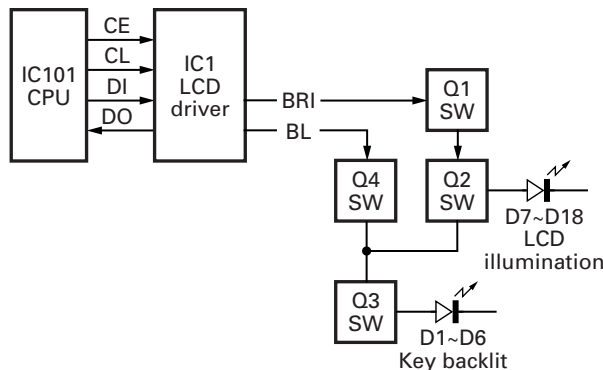 IC101
CPU
CE
CL
DI
DO
IC1
LCD
driver
BRI
BL
Q1
SW
Q4
SW
Q2
SW
D7~D18
LCD
illumination
Q3
SW
D1~D6
Key backlit